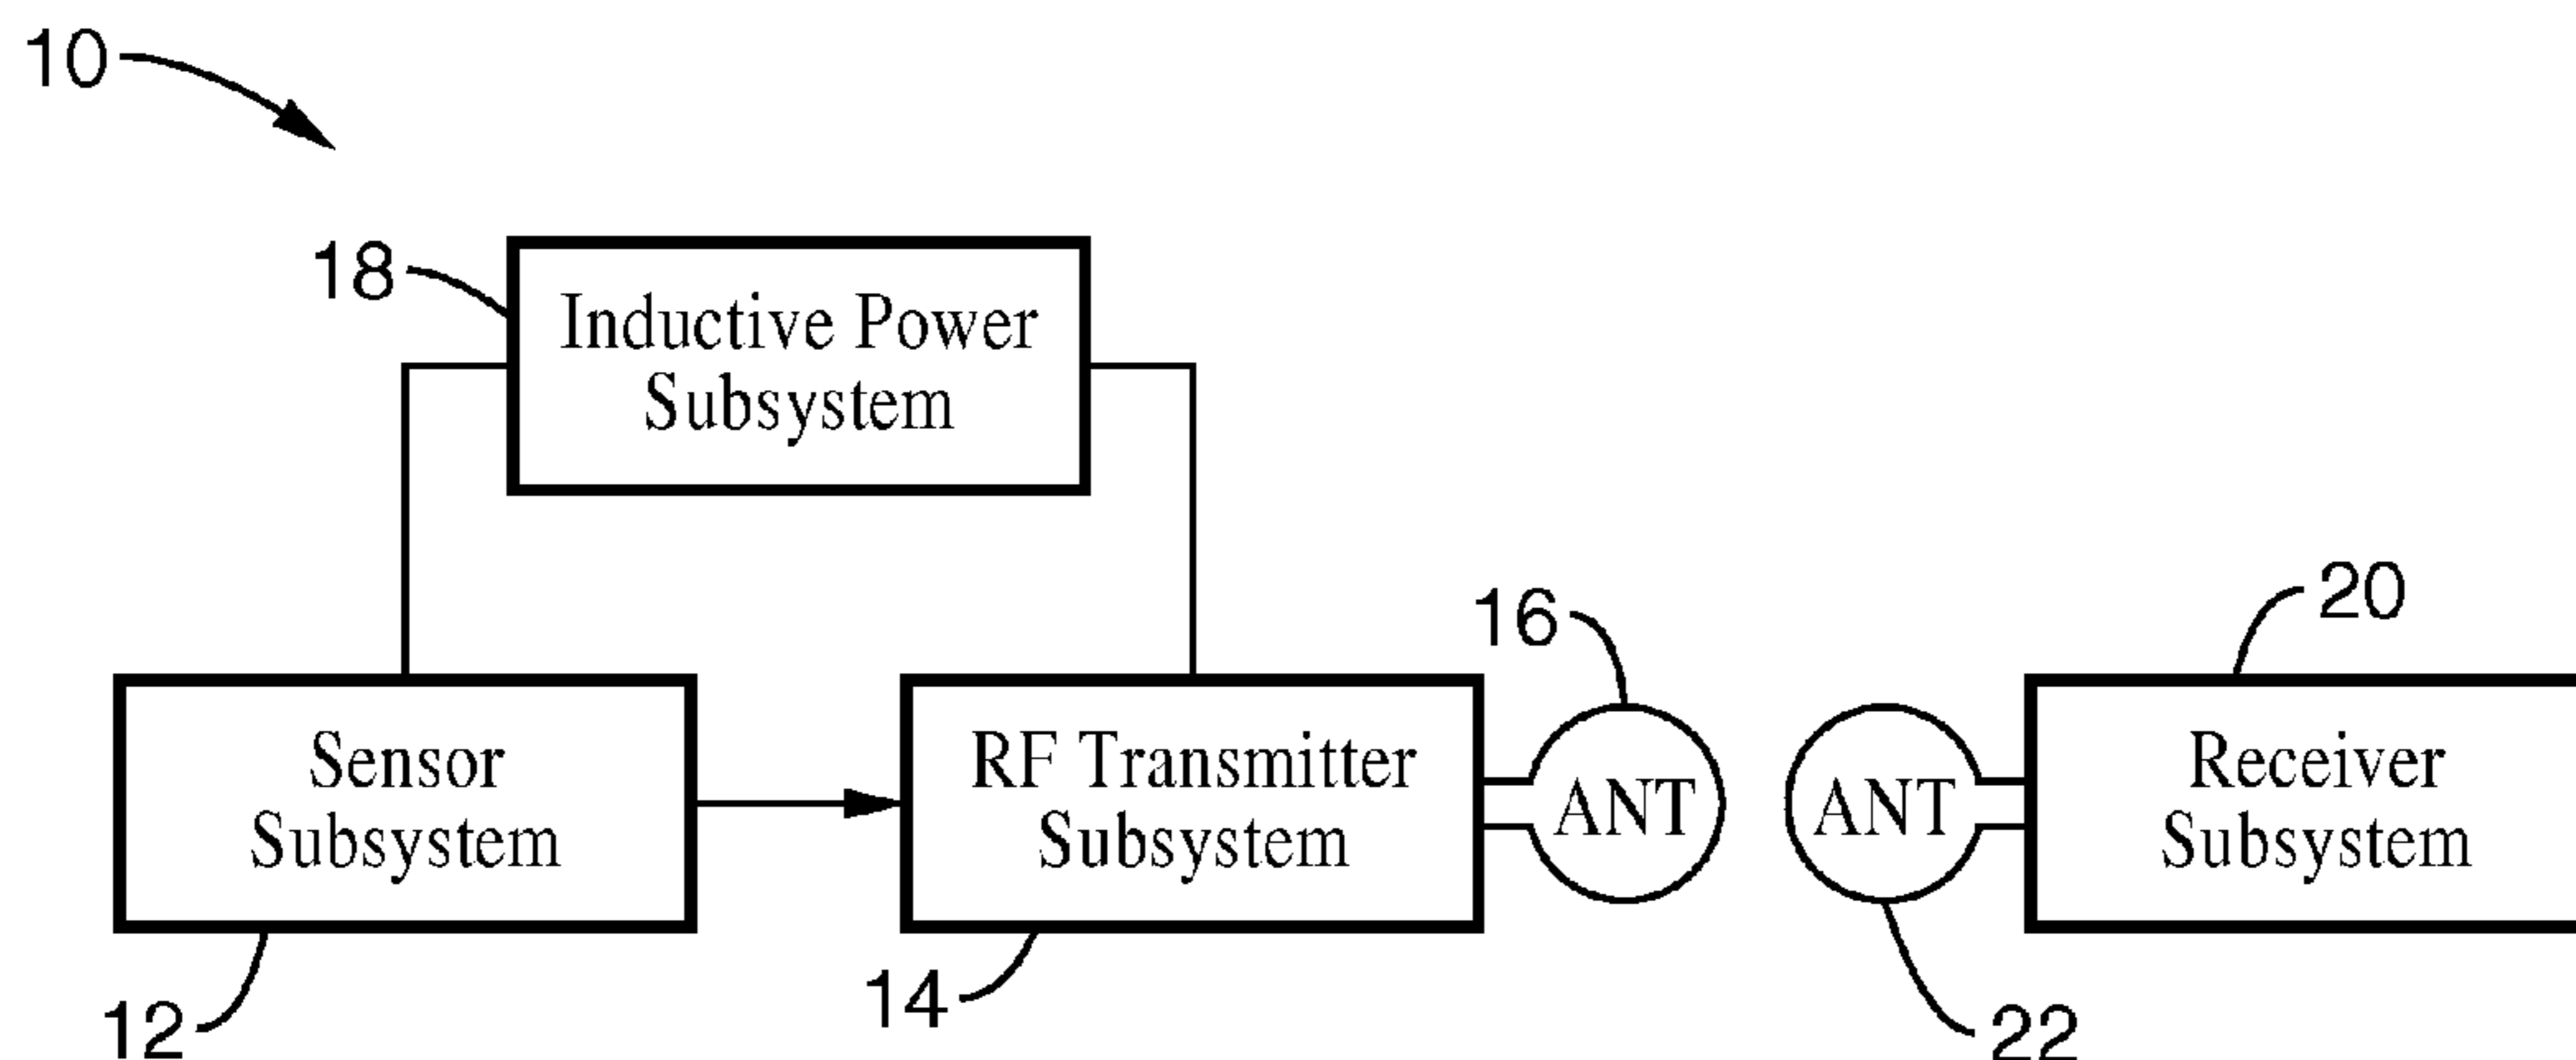 10
18
Inductive Power
Subsystem
16
20
Sensor
Subsystem
RF Transmitter
Subsystem
ANT
ANT
Receiver
Subsystem
12
14
22